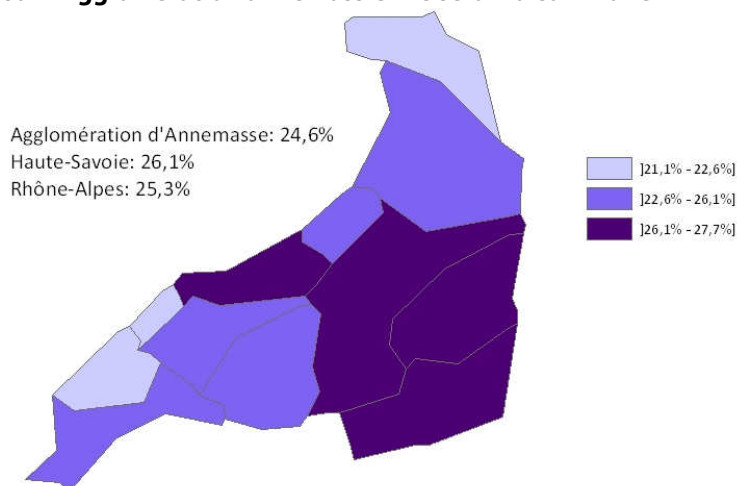 Agglomération d'Annemasse: 24,6%
Haute-Savoie: 26,1%
Rhône-Alpes: 25,3%
]21,1% - 22,6%]
]22,6% - 26,1%]
]26,1% - 27,7%]